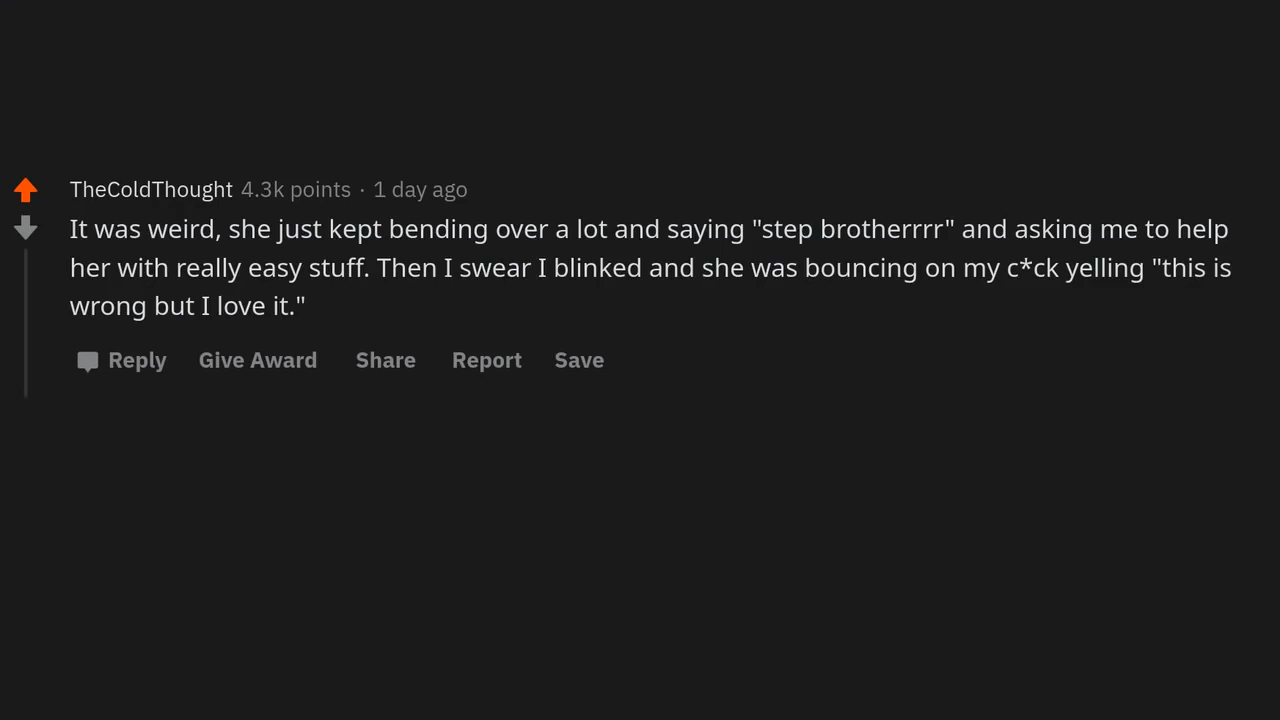 TheColdThought 4.3k points · 1 day ago
It was weird, she just kept bending over a lot and saying "step brotherrrr" and asking me to help
her with really easy stuff. Then I swear I blinked and she was bouncing on my c*ck yelling "this is
wrong but I love it."
Reply Give Award Share Report Save